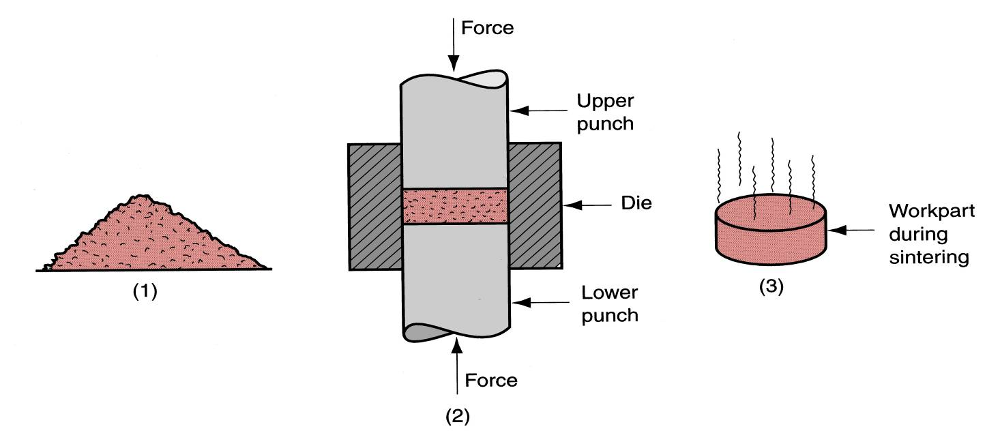 Force
Upper
punch
Die
Workpart
during
sintering
(1)
(3)
Lower
punch
Force
(2)